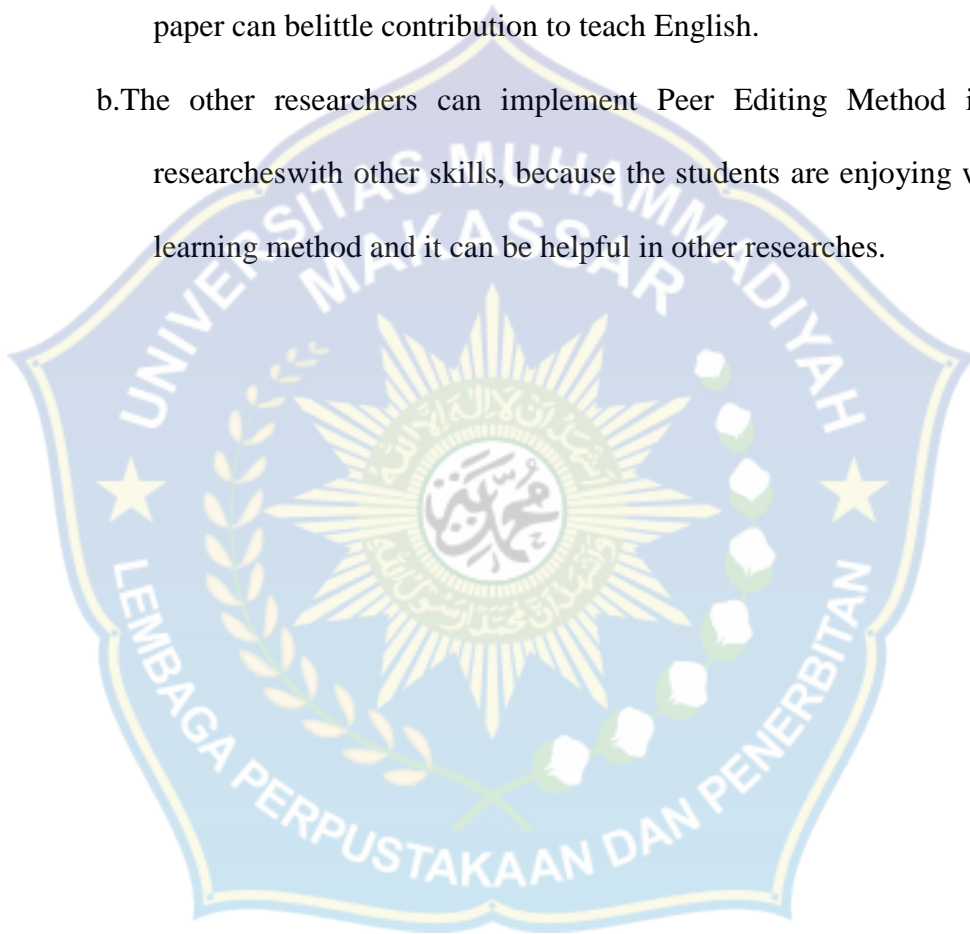 paper can belittle contribution to teach English.
b.The other researchers can implement Peer Editing Method
researcheswith other skills, because the students are enjoying
learning method and it can be helpful in other researches.
UNIVERSITAS MUHAMMADIYAH
MAKASSAR
LEMBAGA PERPUSTAKAAN DAN PENERBITAN